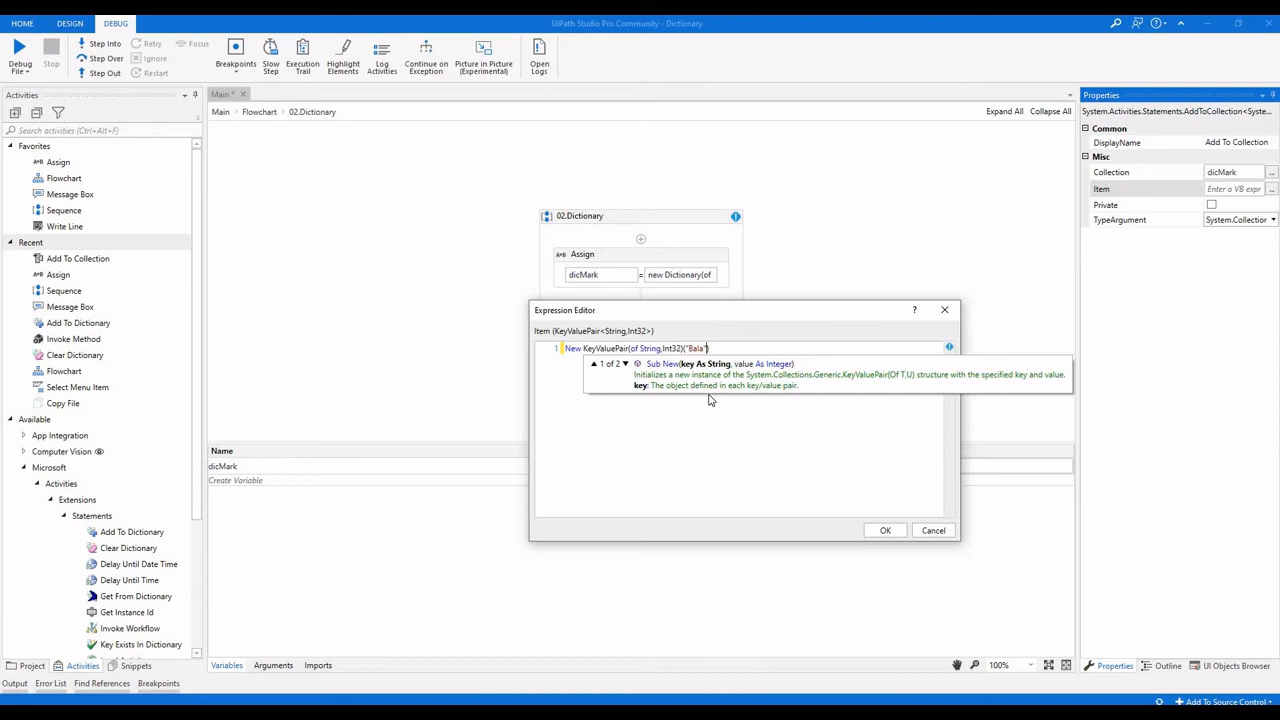 UiPath Studio Pro Community - Dictionary
HOME
DESIGN
DEBUG
Debug File
Stop
Step Into
Step Over
Step Out
Retry
Ignore
Restart
Focus
Breakpoints
Slow Step
Execution Trail
Highlight Elements
Log Activities
Continue on Exception
Picture in Picture (Experimental)
Open Logs
Activities
Search activities (Ctrl+Alt+F)
Favorites
Assign
Flowchart
Message Box
Sequence
Write Line
Recent
Add To Collection
Assign
Sequence
Message Box
Add To Dictionary
Invoke Method
Clear Dictionary
Flowchart
Select Menu Item
Copy File
Available
App Integration
Computer Vision
Microsoft
Activities
Extensions
Statements
Add To Dictionary
Clear Dictionary
Delay Until Date Time
Delay Until Time
Get From Dictionary
Get Instance Id
Invoke Workflow
Key Exists In Dictionary
Project
Activities
Snippets
Main *
Main > Flowchart > 02.Dictionary
Expand All
Collapse All
02.Dictionary
A*B Assign
dicMark = new Dictionary(of
Expression Editor
?
Item (KeyValuePair<String,Int32>)
1 New KeyValuePair(of String,Int32)("Bala")
1 of 2 Sub New(key As String, value As Integer)
Initializes a new instance of the System.Collections.Generic.KeyValuePair(Of T,U) structure with the specified key and value.
key: The object defined in each key/value pair.
OK
Cancel
Name
dicMark
Create Variable
Variables
Arguments
Imports
100%
Properties
System.Activities.Statements.AddToCollection<Syste...
Common
DisplayName Add To Collection
Misc
Collection dicMark ...
Item Enter a VB expr ...
Private
TypeArgument System.Collection
Properties
Outline
UI Objects Browser
Output
Error List
Find References
Breakpoints
Add To Source Control